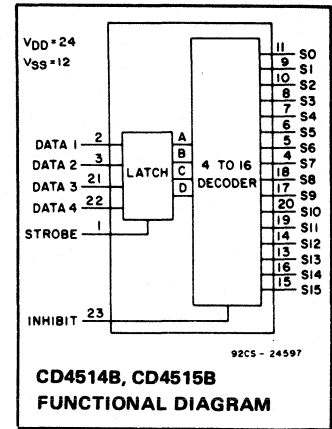 VDD = 24
VSS = 12
DATA 1 2
DATA 2 3
DATA 3 21
DATA 4 22
STROBE 1
INHIBIT 23
LATCH
A
B
C
D
4 TO 16
DECODER
11 S0
9 S1
10 S2
8 S3
7 S4
6 S5
5 S6
4 S7
18 S8
17 S9
20 S10
19 S11
14 S12
13 S13
16 S14
15 S15
92CS - 24597
CD4514B, CD4515B
FUNCTIONAL DIAGRAM